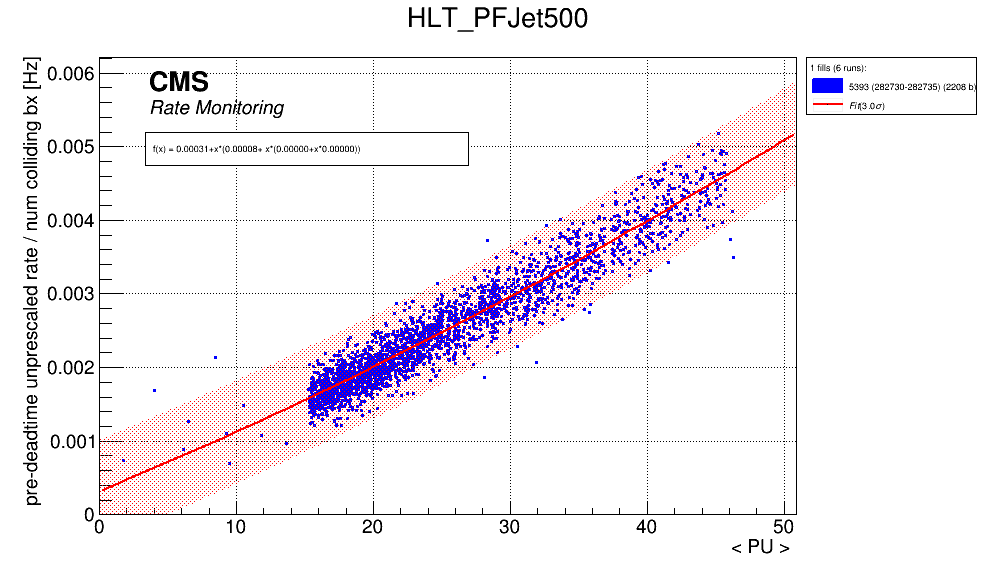 HLT_PFJet500
pre-deadtime unprescaled rate / num colliding bx [Hz]
0.006
0.005
0.004
0.003
0.002
0.001
0
CMS
Rate Monitoring
f(x) = 0.00031+x*(0.00008+ x*(0.00000+x*0.00000))
0 10 20 30 40 50
< PU >
1 fills (6 runs):
5393 (282730-282735) (2208 b)
Fit(3.0σ)